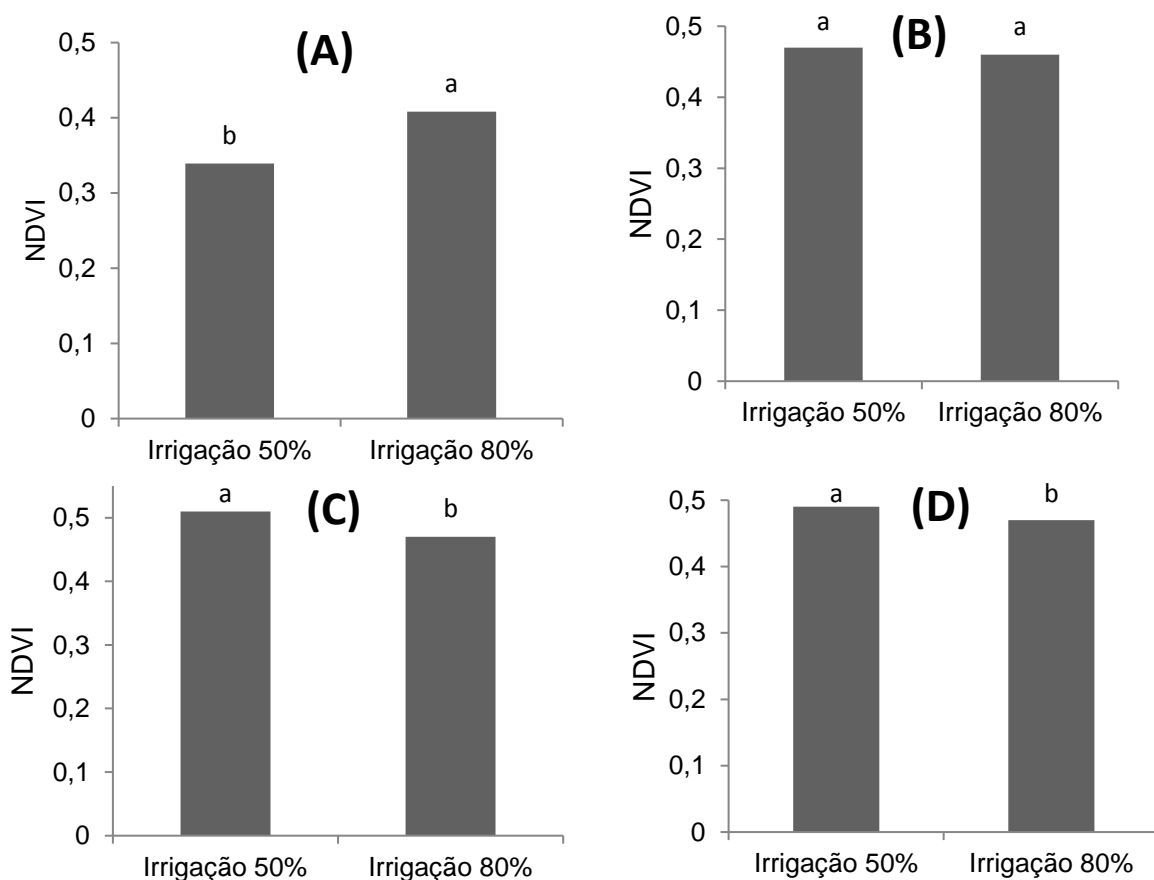 (A)
0,5
0,4
0,3
0,2
0,1
0
NDVI
b
a
Irrigação 50%
Irrigação 80%
(B)
0,5
0,4
0,3
0,2
0,1
0
NDVI
a
a
Irrigação 50%
Irrigação 80%
(C)
0,5
0,4
0,3
0,2
0,1
0
NDVI
a
b
Irrigação 50%
Irrigação 80%
(D)
0,5
0,4
0,3
0,2
0,1
0
NDVI
a
b
Irrigação 50%
Irrigação 80%